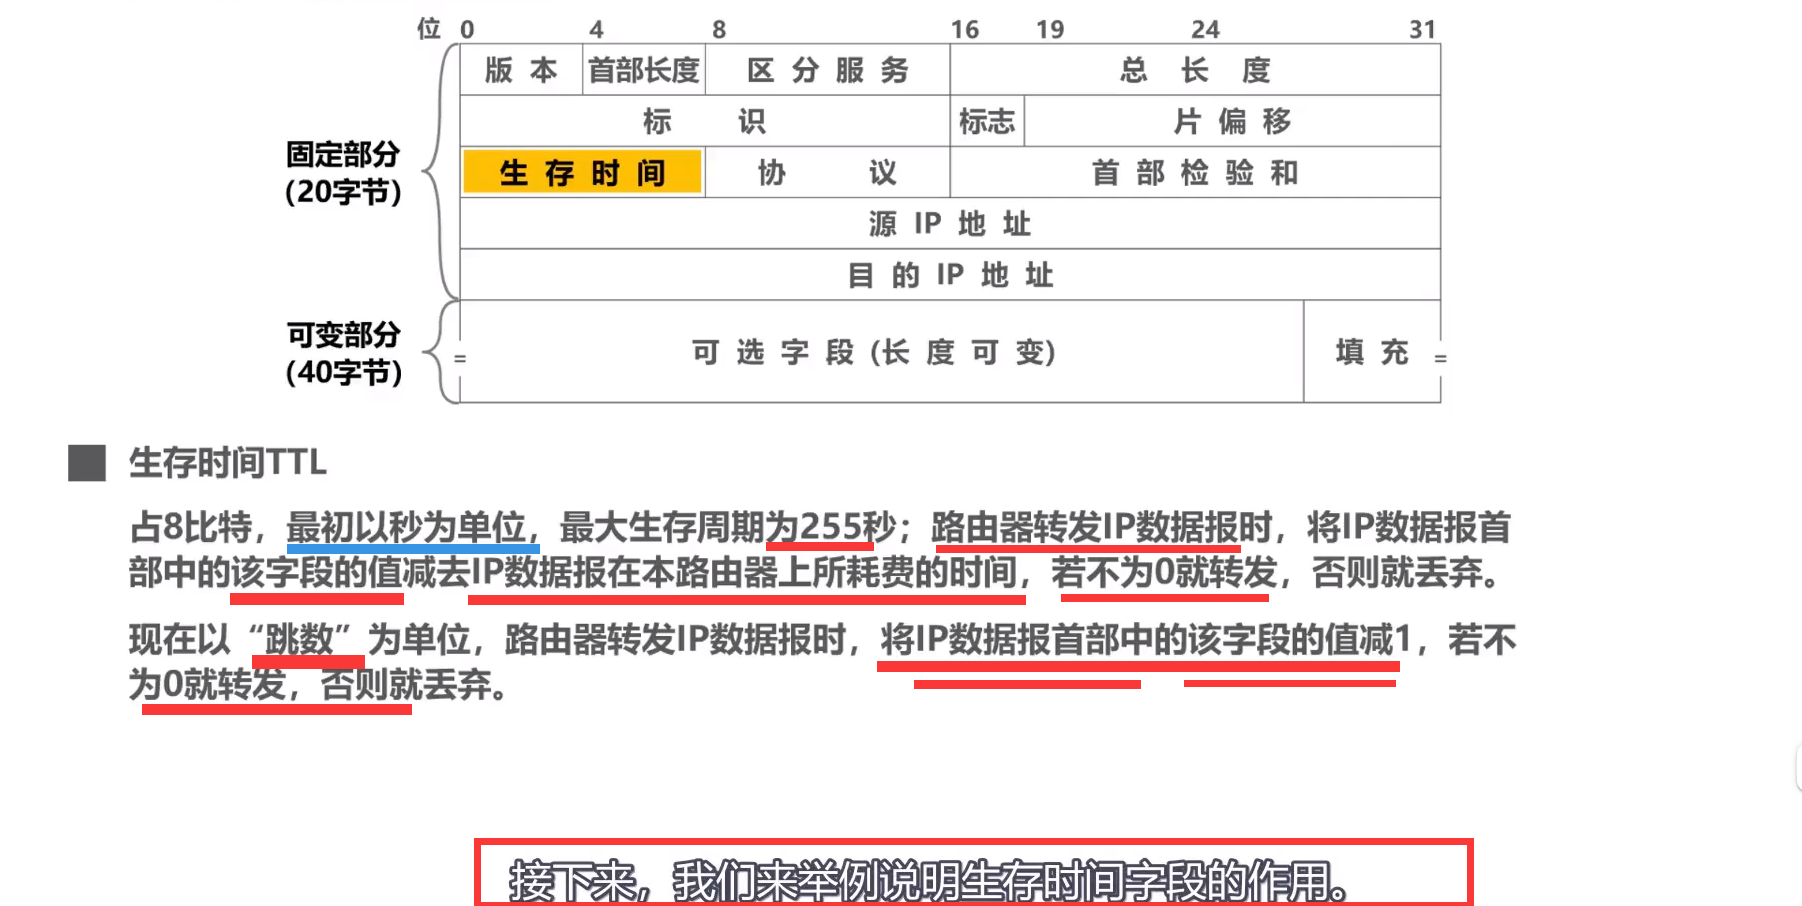 位 0 4 8 16 19 24 31
版 本 首部长度 区 分 服 务 总 长 度
标 识 标志 片 偏 移
固定部分
(20字节)
生 存 时 间 协 议 首 部 检 验 和
源 IP 地 址
目 的 IP 地 址
可变部分
(40字节)
= 可 选 字 段 (长 度 可 变) 填 充 =
生存时间TTL
占8比特，最初以秒为单位，最大生存周期为255秒；路由器转发IP数据报时，将IP数据报首
部中的该字段的值减去IP数据报在本路由器上所耗费的时间，若不为0就转发，否则就丢弃。
现在以“跳数”为单位，路由器转发IP数据报时，将IP数据报首部中的该字段的值减1，若不
为0就转发，否则就丢弃。
接下来，我们来举例说明生存时间字段的作用。